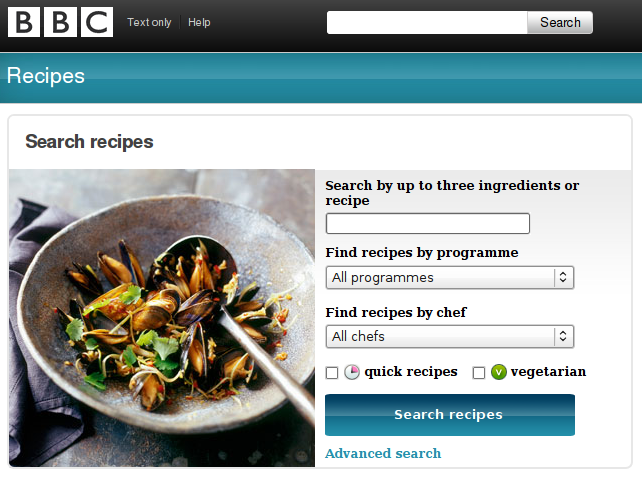 BBC Text only Help Search
Recipes
Search recipes
Search by up to three ingredients or
recipe
Find recipes by programme
All programmes
Find recipes by chef
All chefs
quick recipes V vegetarian
Search recipes
Advanced search